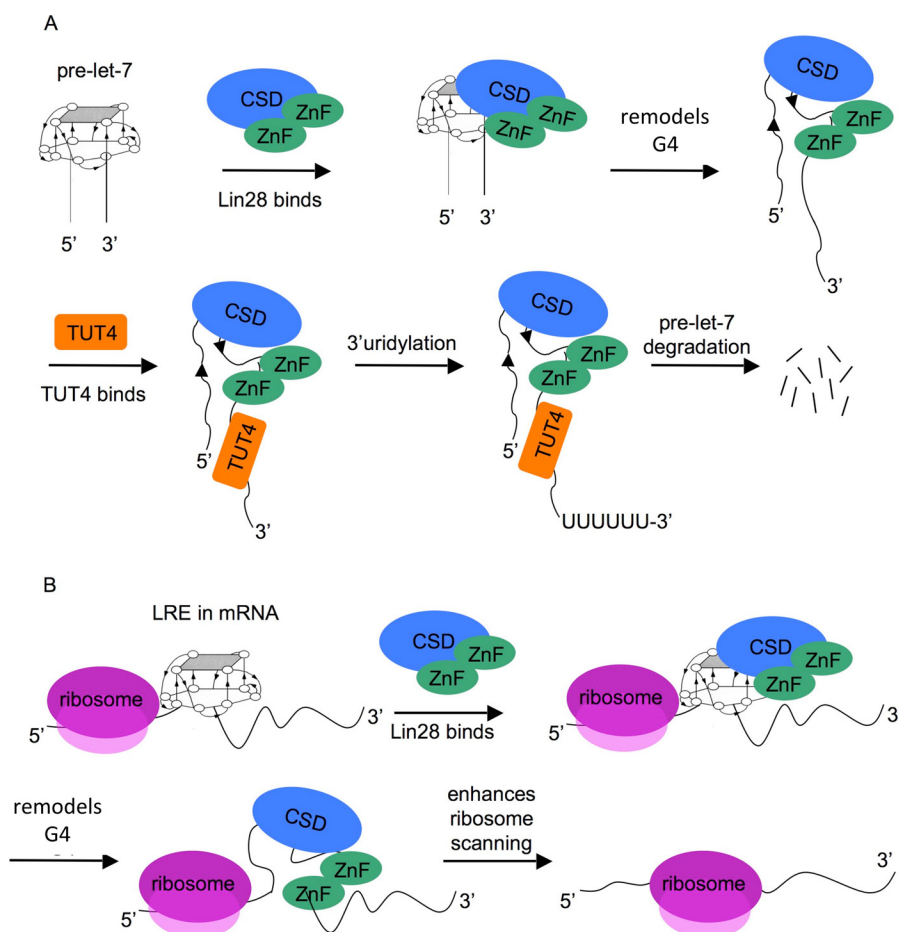 A
pre-let-7
CSD
ZnF
ZnF
Lin28 binds
5’ 3’
CSD
ZnF
ZnF
5’ 3’
remodels
G4
CSD
ZnF
ZnF
5’
3’
TUT4
TUT4 binds
CSD
ZnF
ZnF
TUT4
5’
3’
3’uridylation
CSD
ZnF
ZnF
TUT4
5’
UUUUUU-3’
pre-let-7
degradation
B
LRE in mRNA
ribosome
5’
3’
CSD
ZnF
ZnF
Lin28 binds
ribosome
CSD
ZnF
ZnF
5’
3
remodels
G4
CSD
ZnF
ZnF
ribosome
5’
3’
enhances
ribosome
scanning
ribosome
5’
3’